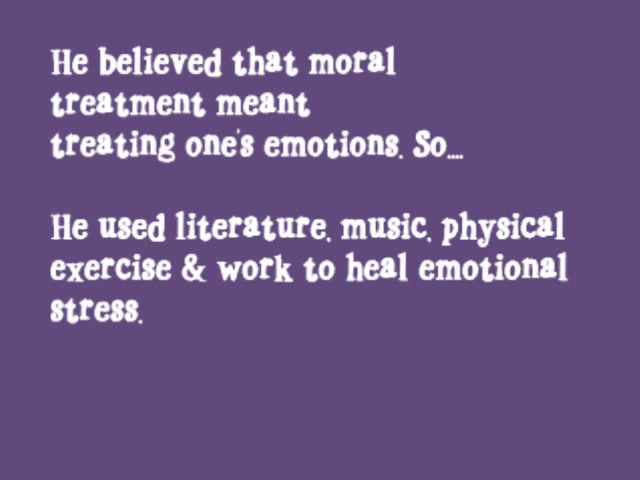 He believed that moral
treatment meant
treating one's emotions. So....
He used literature, music, physical
exercise & work to heal emotional
stress.